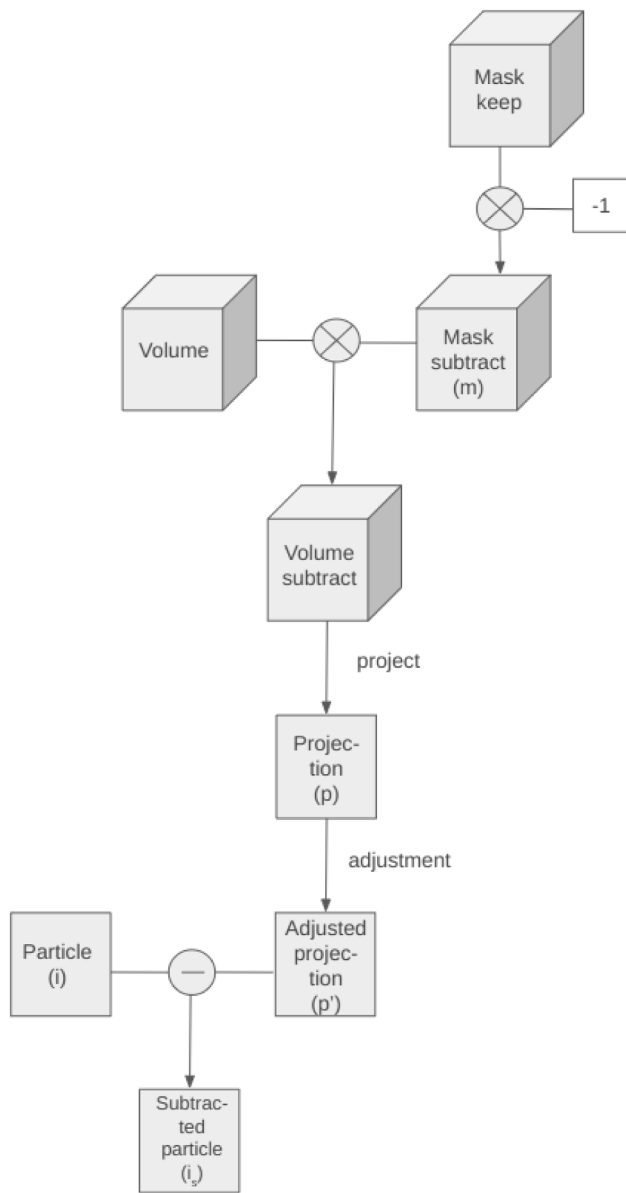 Mask
keep
-1
Volume
Mask
subtract
(m)
Volume
subtract
project
Projec-
tion
(p)
adjustment
Particle
(i)
Adjusted
projec-
tion
(p')
Subtrac-
ted
particle
(iₛ)